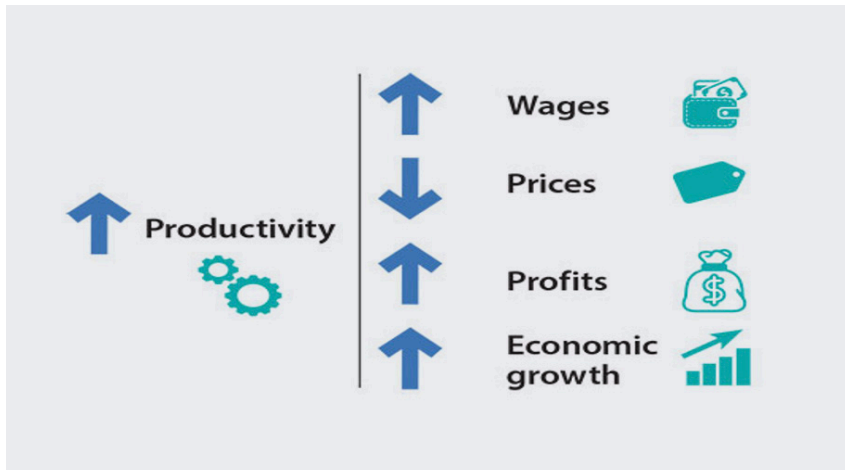 Productivity
Wages
Prices
Profits
Economic
growth